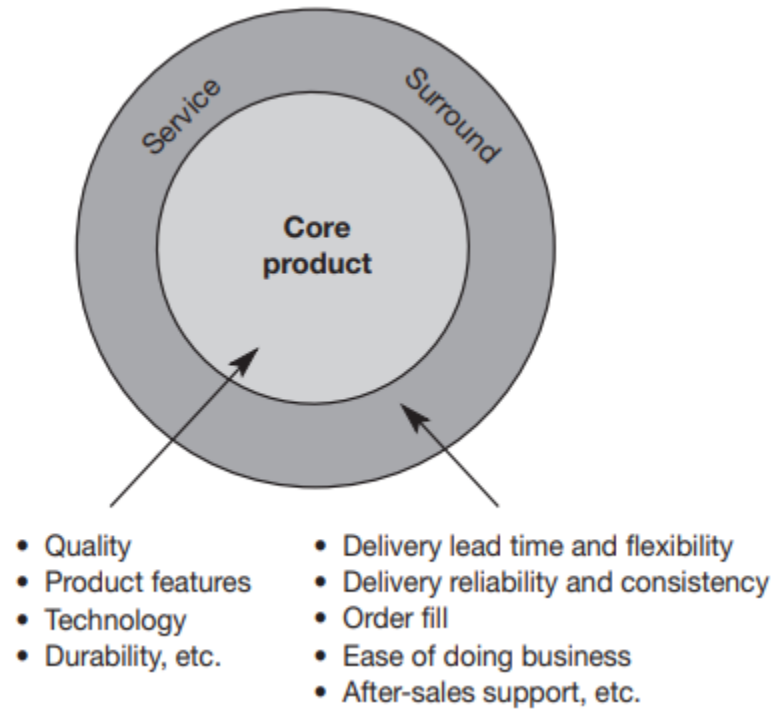 Service
Surround
Core
product
• Quality
• Product features
• Technology
• Durability, etc.
• Delivery lead time and flexibility
• Delivery reliability and consistency
• Order fill
• Ease of doing business
• After-sales support, etc.